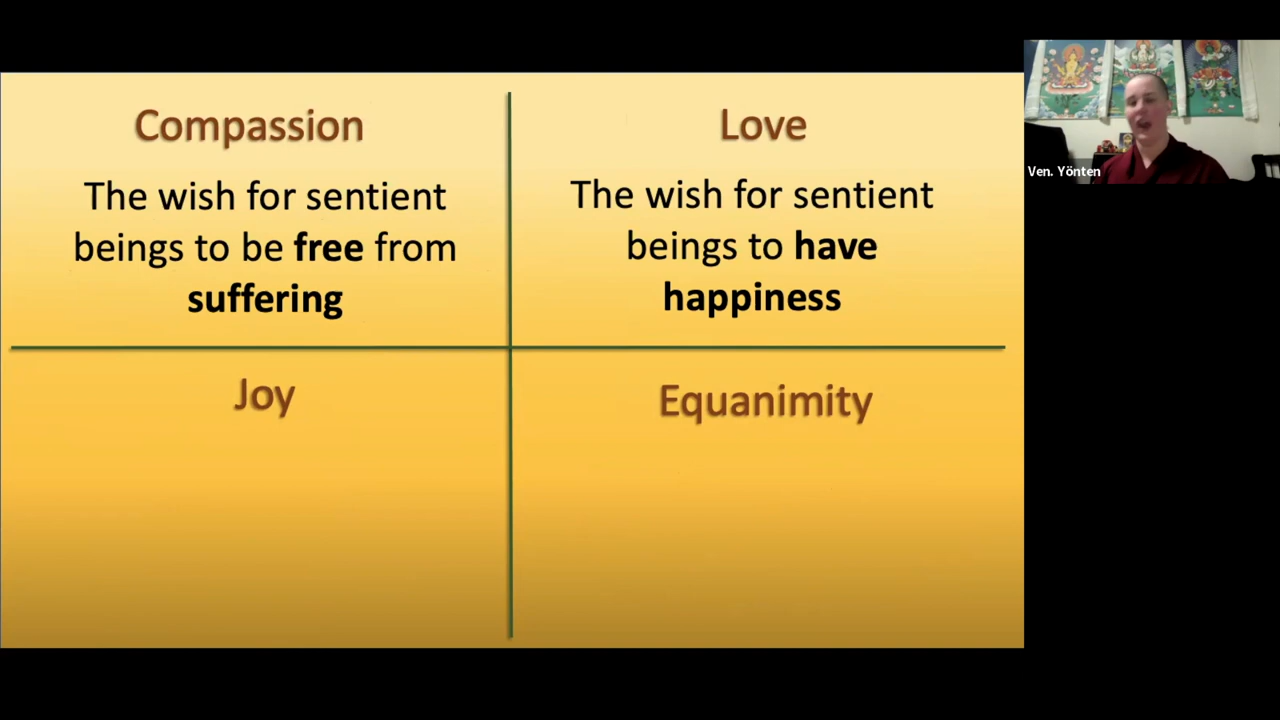 Compassion
The wish for sentient
beings to be free from
suffering
Love
The wish for sentient
beings to have
happiness
Joy
Equanimity
Ven. Yönten